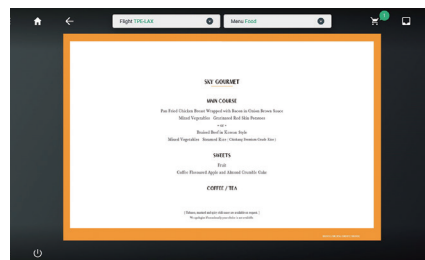 Flight TPE-LAX
Menu Food
1
SKY GOURMET
MAIN COURSE
Pan Fried Chicken Breast Wrapped with Bacon in Onion Brown Sauce
Mixed Vegetables Gratinated Red Skin Potatoes
- or -
Braised Beef in Korean Style
Mixed Vegetables Steamed Rice
SWEETS
Fruit
Coffee Flavoured Apple and Almond Crumble Cake
COFFEE / TEA